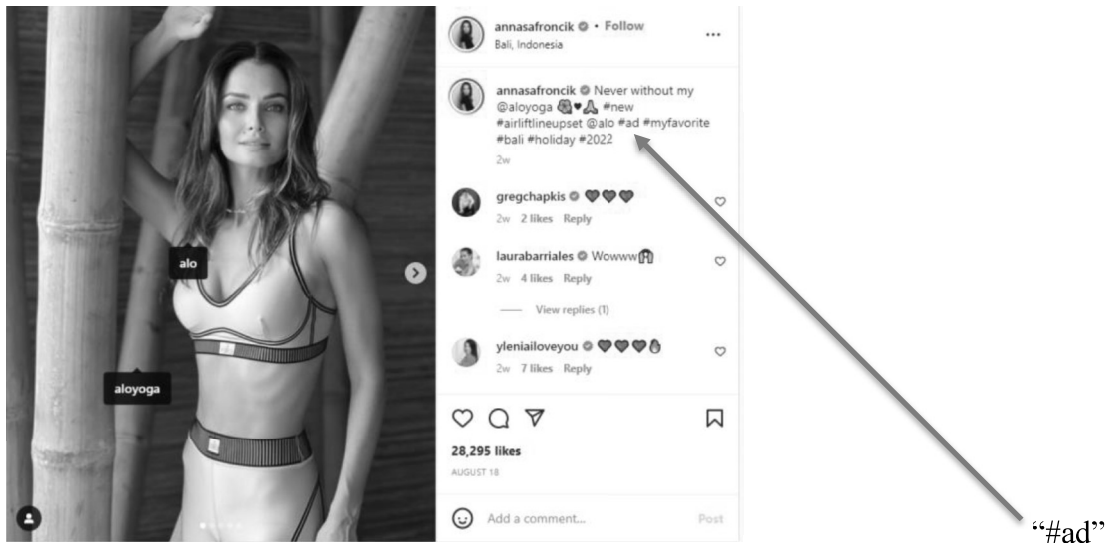 annasafroncik • Follow
Bali, Indonesia
annasafroncik Never without my
@aloyoga #new
#airliftlineupset @alo #ad #myfavorite
#bali #holiday #2022
2w
gregchapkis
2w 2 likes Reply
laurabarriales Wowww
2w 4 likes Reply
View replies (1)
yleniailoveyou
2w 7 likes Reply
28,295 likes
AUGUST 18
Add a comment... Post
alo
aloyoga
“#ad”